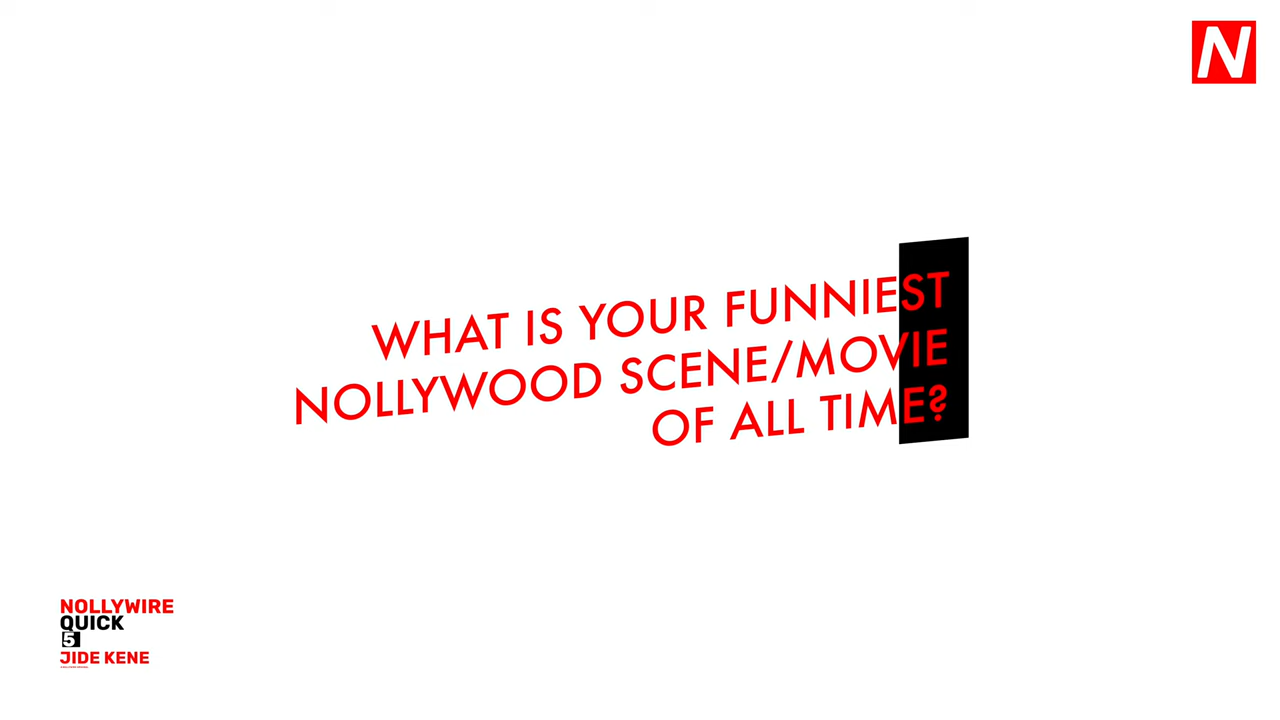 N
WHAT IS YOUR FUNNIEST
NOLLYWOOD SCENE/MOVIE
OF ALL TIME?
NOLLYWIRE
QUICK
5
JIDE KENE